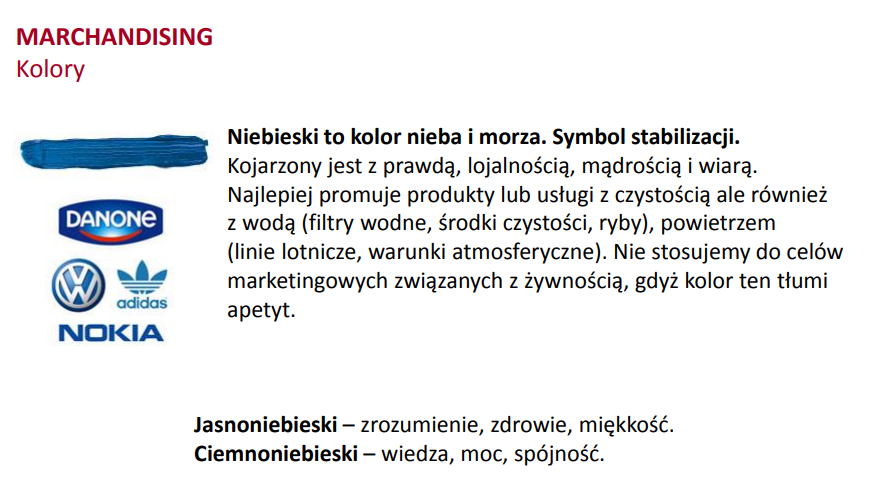 MARCHANDISING
Kolory
Niebieski to kolor nieba i morza. Symbol stabilizacji.
Kojarzony jest z prawdą, lojalnością, mądrością i wiarą.
Najlepiej promuje produkty lub usługi z czystością ale również
z wodą (filtry wodne, środki czystości, ryby), powietrzem
(linie lotnicze, warunki atmosferyczne). Nie stosujemy do celów
marketingowych związanych z żywnością, gdyż kolor ten tłumi
apetyt.
DANONE
VW
adidas
NOKIA
Jasnoniebieski – zrozumienie, zdrowie, miękkość.
Ciemnoniebieski – wiedza, moc, spójność.